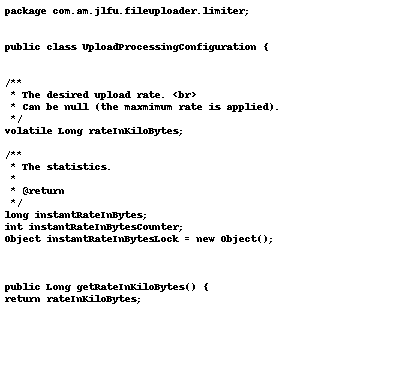 package com.am.jlfu.fileuploader.limiter;
public class UploadProcessingConfiguration {
/**
* The desired upload rate. <br>
* Can be null (the maxmimum rate is applied).
*/
volatile Long rateInKiloBytes;
/**
* The statistics.
*
* @return
*/
long instantRateInBytes;
int instantRateInBytesCounter;
Object instantRateInBytesLock = new Object();
public Long getRateInKiloBytes() {
return rateInKiloBytes;